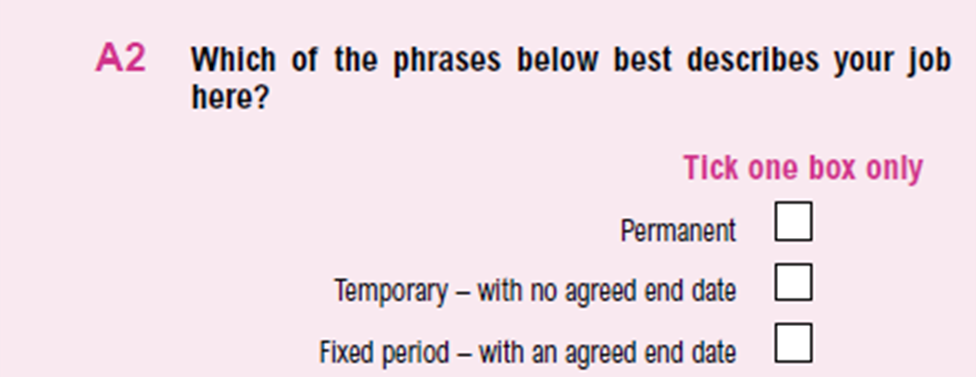 A2 Which of the phrases below best describes your job
here?
Tick one box only
Permanent
Temporary – with no agreed end date
Fixed period – with an agreed end date